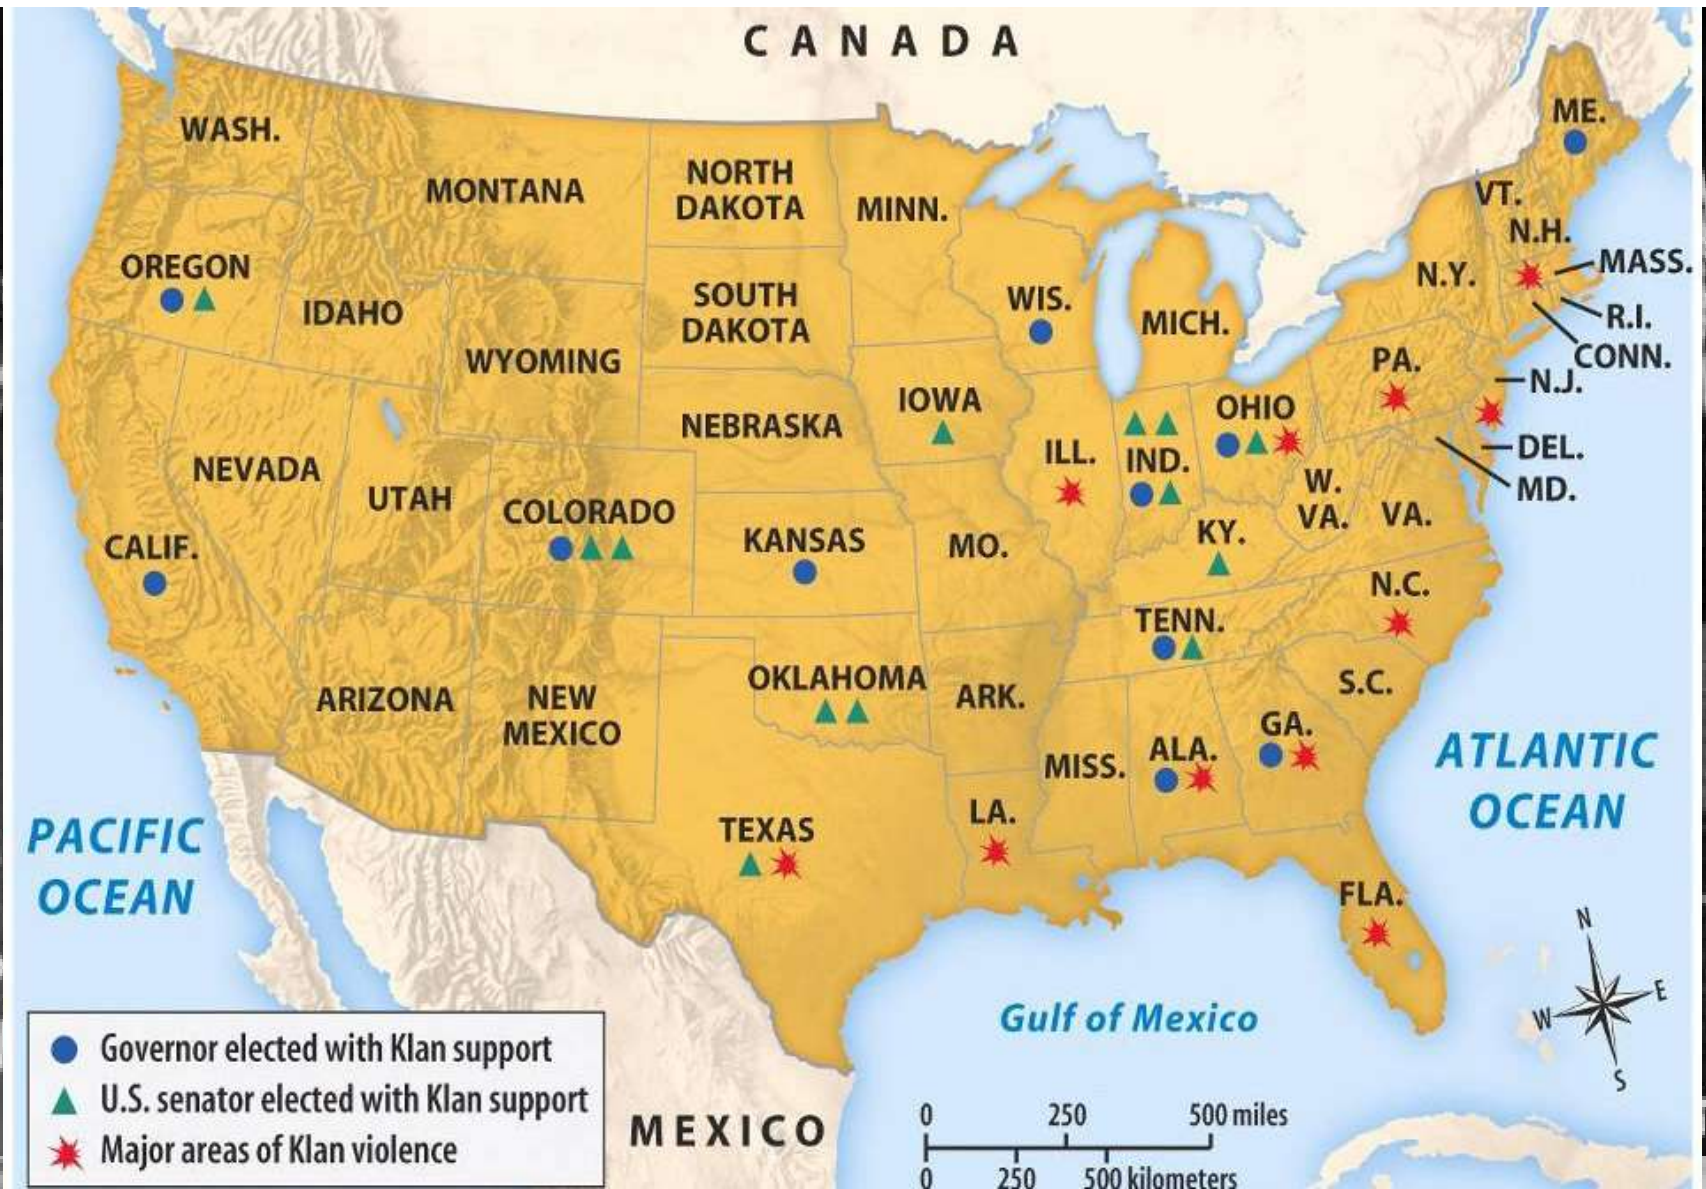 CANADA
WASH.
MONTANA
NORTH
DAKOTA
MINN.
ME.
VT.
N.H.
MASS.
N.Y.
R.I.
CONN.
OREGON
IDAHO
SOUTH
DAKOTA
WIS.
MICH.
WYOMING
PA.
N.J.
IOWA
OHIO
NEBRASKA
DEL.
MD.
NEVADA
UTAH
COLORADO
ILL.
IND.
W.
VA.
VA.
CALIF.
KANSAS
MO.
KY.
N.C.
TENN.
ARIZONA
NEW
MEXICO
OKLAHOMA
ARK.
S.C.
MISS.
ALA.
GA.
ATLANTIC
OCEAN
PACIFIC
OCEAN
TEXAS
LA.
FLA.
Gulf of Mexico
N
E
W
S
Governor elected with Klan support
U.S. senator elected with Klan support
Major areas of Klan violence
MEXICO
0 250 500 miles
0 250 500 kilometers